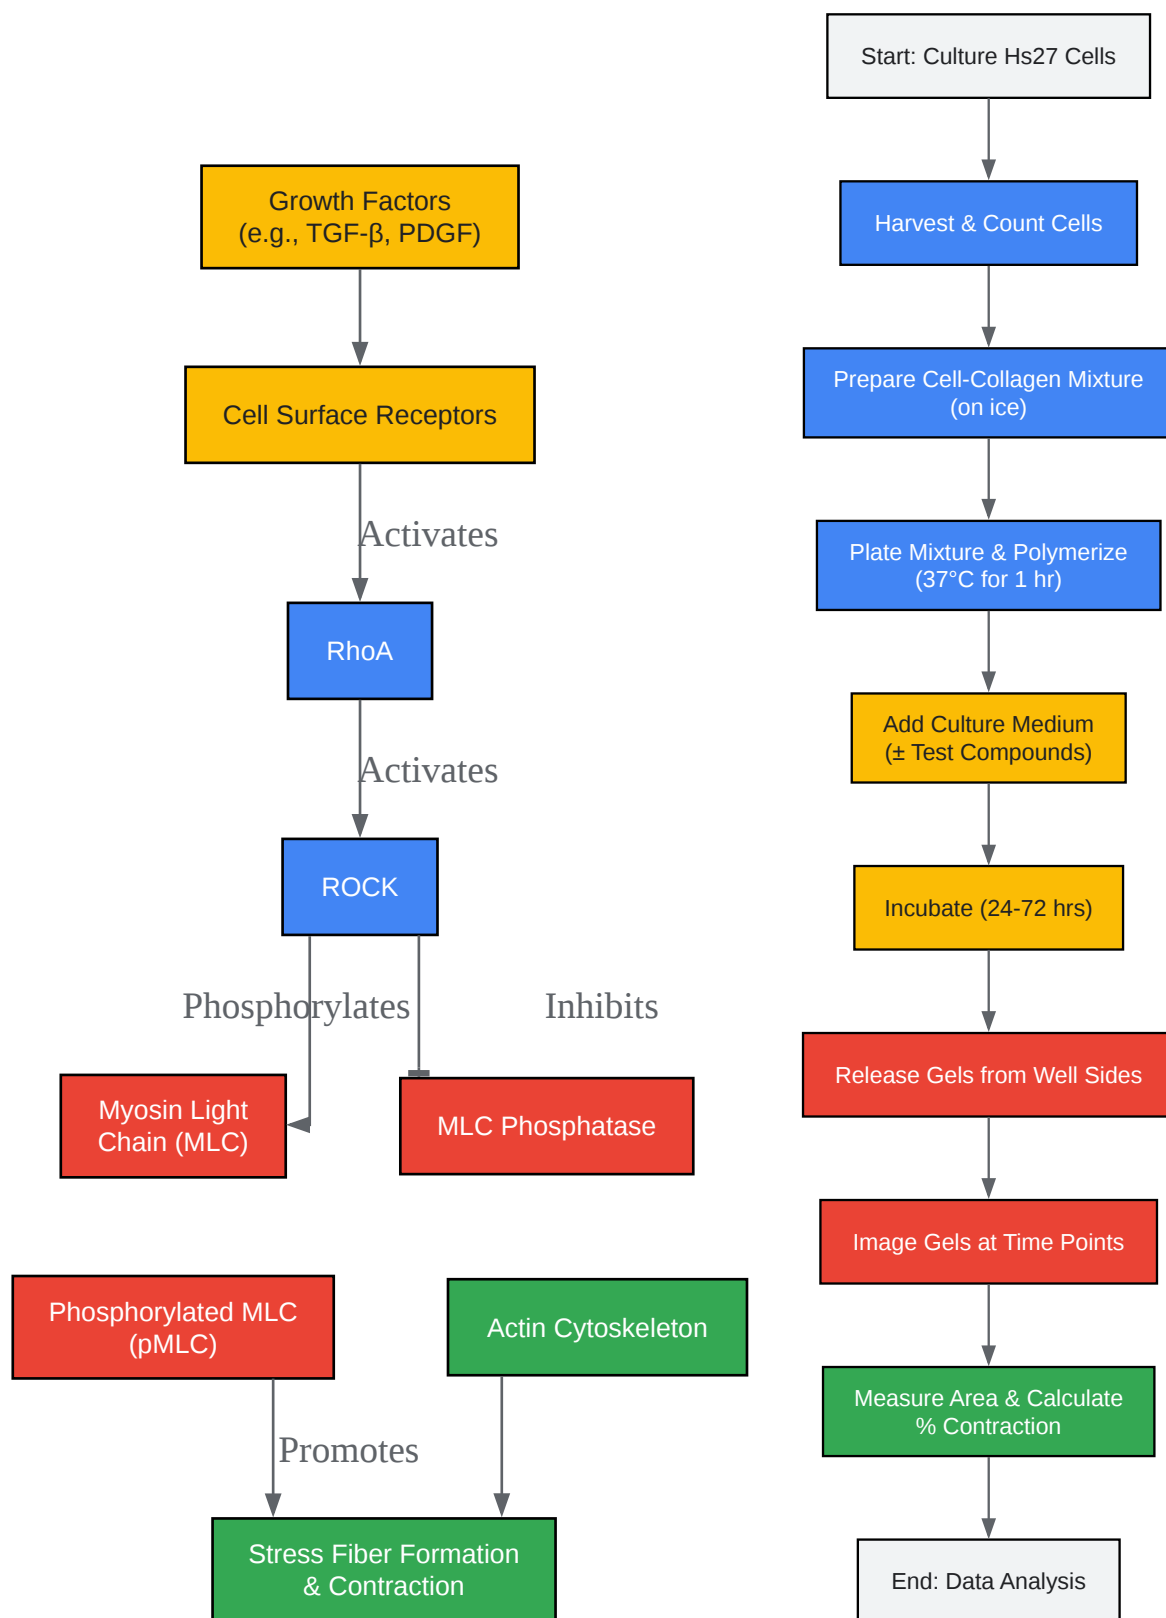 Growth Factors
(e.g., TGF-β, PDGF)
Cell Surface Receptors
Activates
RhoA
Activates
ROCK
Phosphorylates
Inhibits
Myosin Light
Chain (MLC)
MLC Phosphatase
Phosphorylated MLC
(pMLC)
Actin Cytoskeleton
Promotes
Stress Fiber Formation
& Contraction
Start: Culture Hs27 Cells
Harvest & Count Cells
Prepare Cell-Collagen Mixture
(on ice)
Plate Mixture & Polymerize
(37°C for 1 hr)
Add Culture Medium
(± Test Compounds)
Incubate (24-72 hrs)
Release Gels from Well Sides
Image Gels at Time Points
Measure Area & Calculate
% Contraction
End: Data Analysis